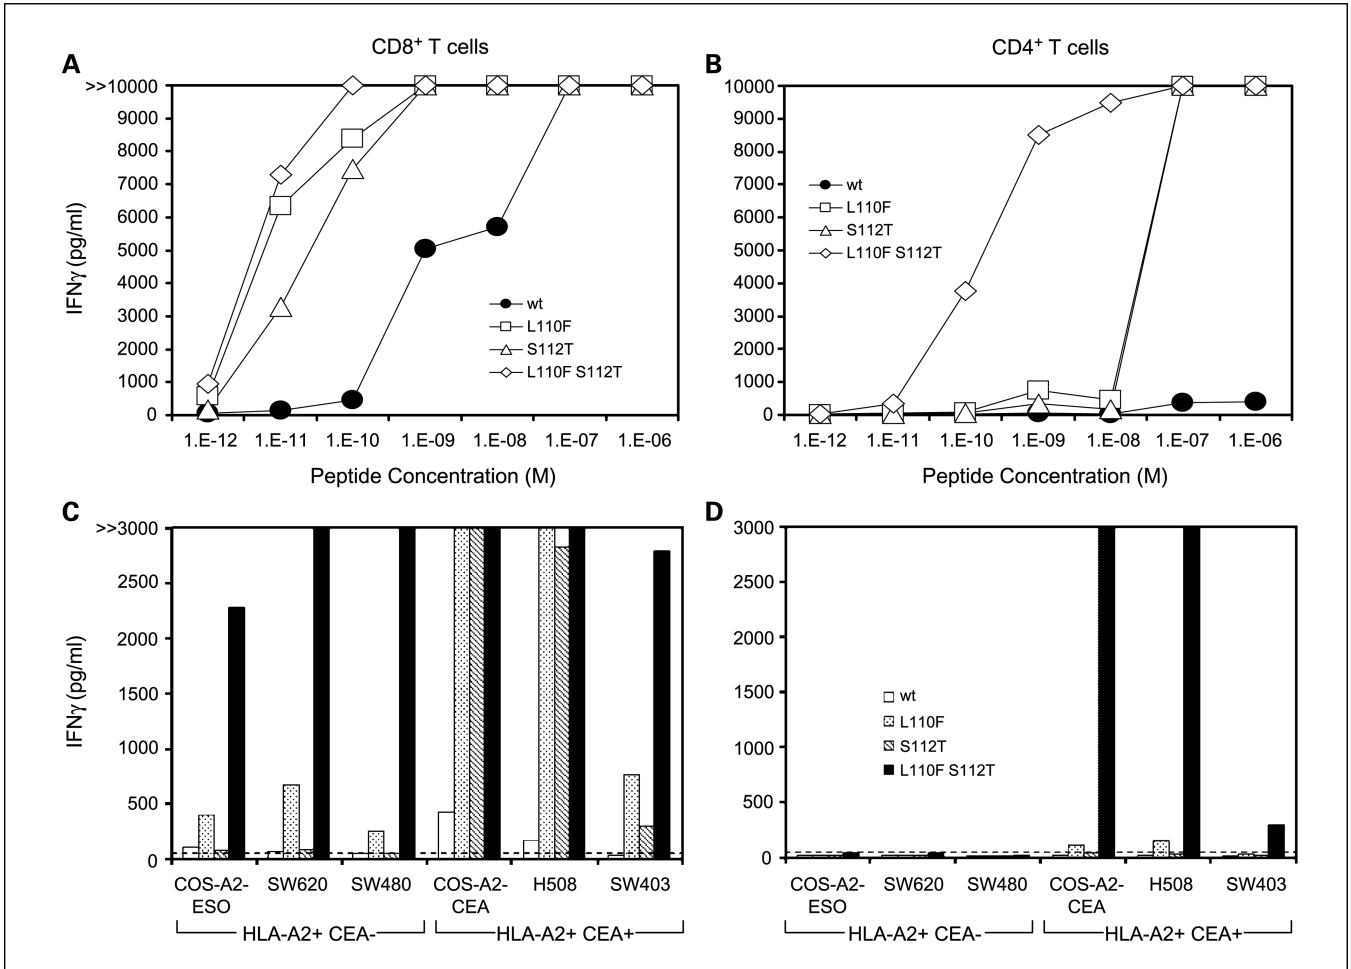 A
CD8+ T cells
>>10000
9000
8000
7000
6000
5000
4000
3000
2000
1000
0
IFNγ (pg/ml)
wt
L110F
S112T
L110F S112T
1.E-12 1.E-11 1.E-10 1.E-09 1.E-08 1.E-07 1.E-06
Peptide Concentration (M)
B
CD4+ T cells
10000
9000
8000
7000
6000
5000
4000
3000
2000
1000
0
wt
L110F
S112T
L110F S112T
1.E-12 1.E-11 1.E-10 1.E-09 1.E-08 1.E-07 1.E-06
Peptide Concentration (M)
C
>>3000
2500
2000
1500
1000
500
0
IFNγ (pg/ml)
COS-A2- SW620 SW480 COS-A2- H508 SW403
ESO CEA
HLA-A2+ CEA- HLA-A2+ CEA+
D
3000
2500
2000
1500
1000
500
0
wt
L110F
S112T
L110F S112T
COS-A2- SW620 SW480 COS-A2- H508 SW403
ESO CEA
HLA-A2+ CEA- HLA-A2+ CEA+